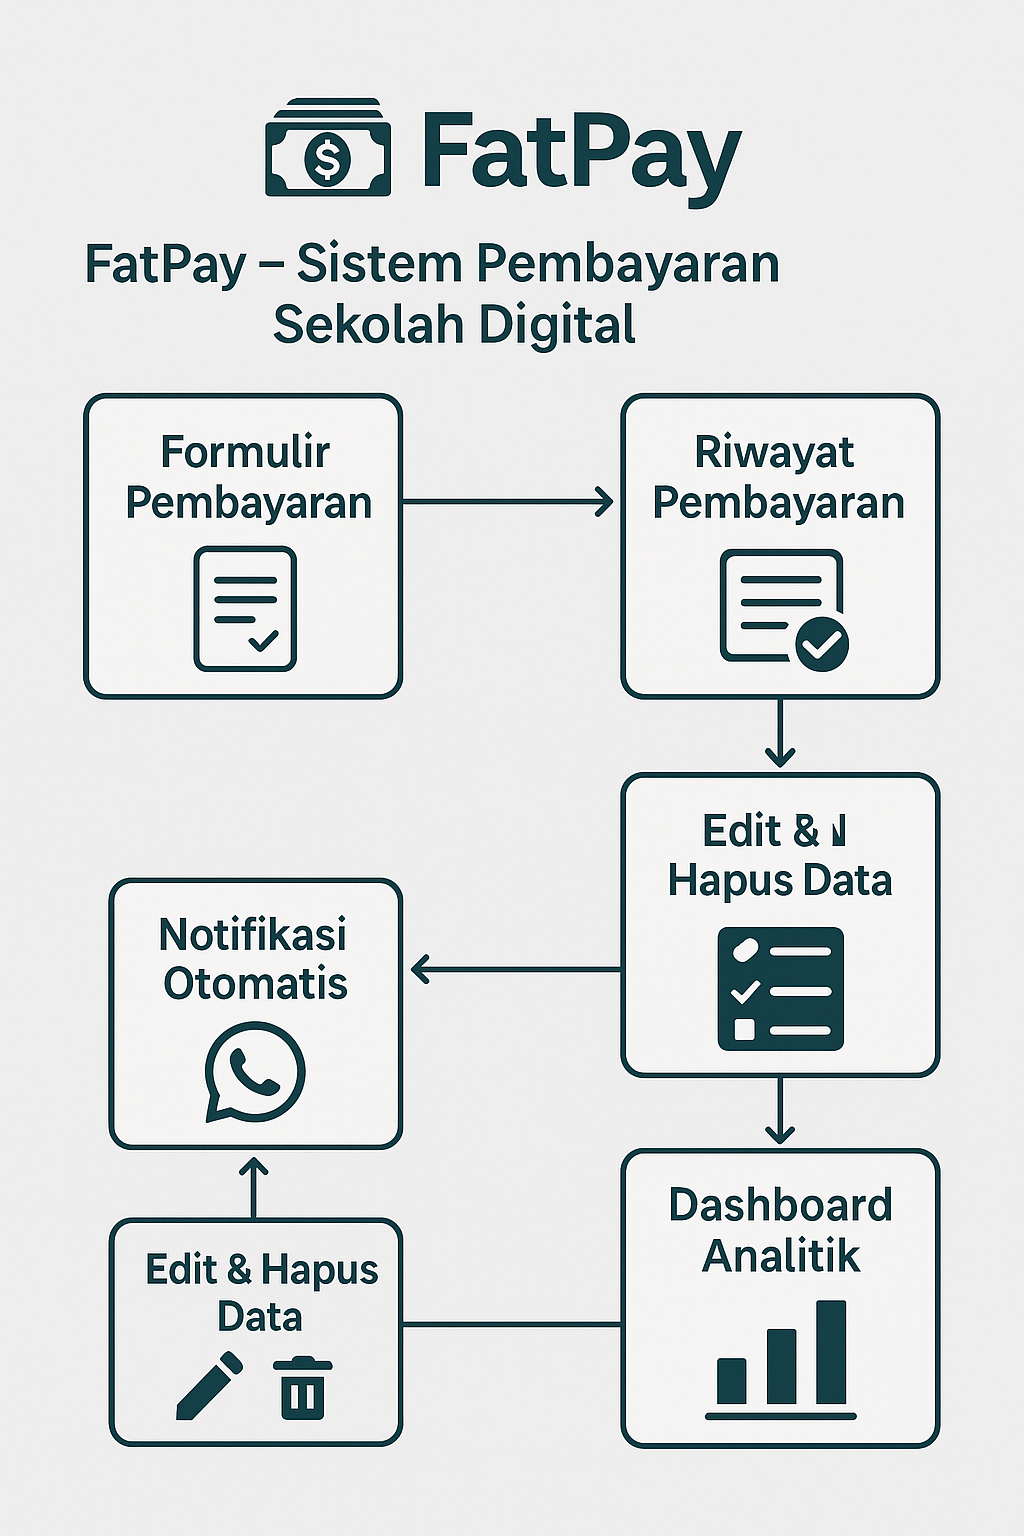 FatPay
FatPay – Sistem Pembayaran
Sekolah Digital
Formulir
Pembayaran
Riwayat
Pembayaran
Edit &
Hapus Data
Notifikasi
Otomatis
Dashboard
Analitik
Edit & Hapus
Data